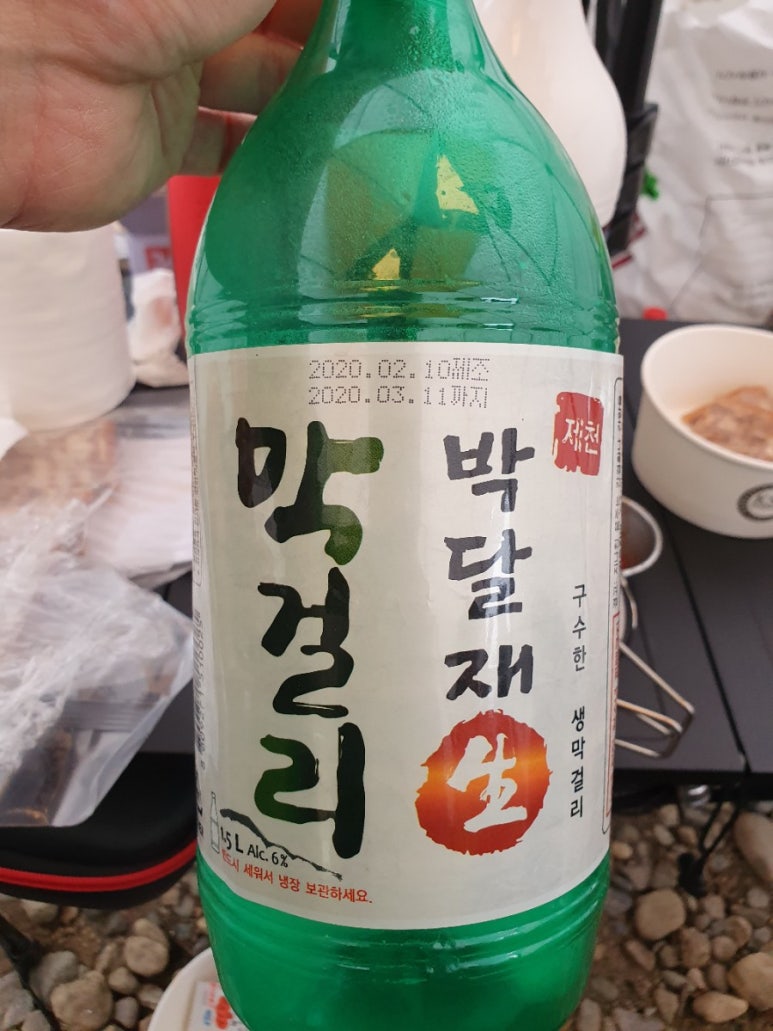 2020.02.10제조
2020.03.11까지
제천
박달재
生
막걸리
구수한 생막걸리
1.5 L Alc. 6%
반드시 세워서 냉장 보관하세요.